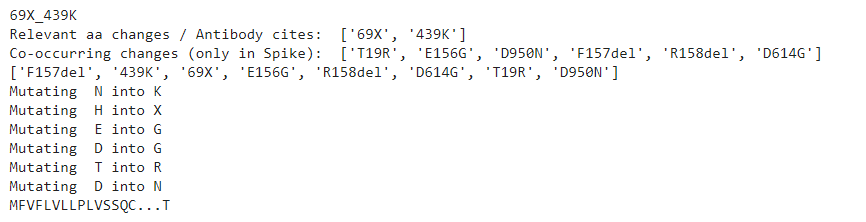 69X_439K
Relevant aa changes / Antibody cites:  ['69X', '439K']
Co-occurring changes (only in Spike):  ['T19R', 'E156G', 'D950N', 'F157del', 'R158del', 'D614G']
['F157del', '439K', '69X', 'E156G', 'R158del', 'D614G', 'T19R', 'D950N']
Mutating  N into K
Mutating  H into X
Mutating  E into G
Mutating  D into G
Mutating  T into R
Mutating  D into N
MFVFLVLLPLVSSQC...T